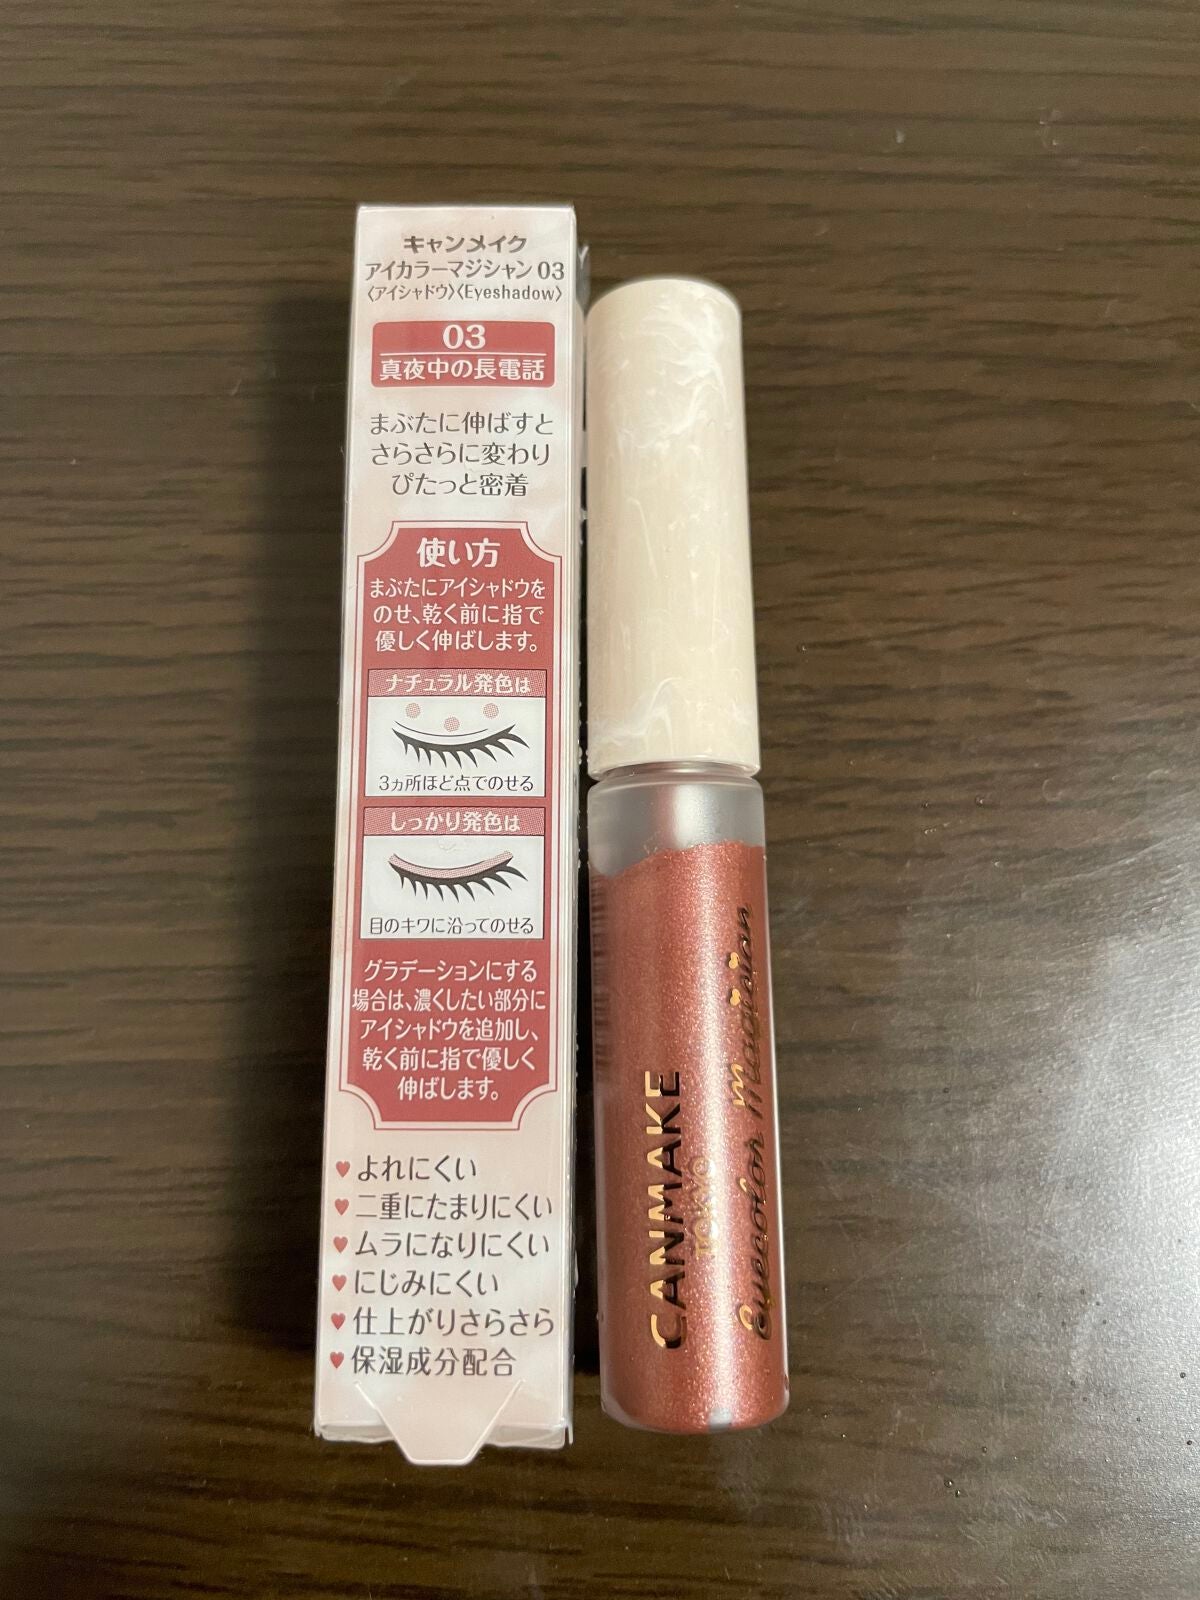 キャンメイク
アイカラーマジシャン 03
〈アイシャドウ〉〈Eyeshadow〉
03
真夜中の長電話
まぶたに伸ばすと
さらさらに変わり
ぴたっと密着
使い方
まぶたにアイシャドウを
のせ、乾く前に指で
優しく伸ばします。
ナチュラル発色は
3ヵ所ほど点でのせる
しっかり発色は
目のキワに沿ってのせる
グラデーションにする
場合は、濃くしたい部分に
アイシャドウを追加し、
乾く前に指で優しく
伸ばします。
♥よれにくい
♥二重にたまりにくい
♥ムラになりにくい
♥にじみにくい
♥仕上がりさらさら
♥保湿成分配合
CANMAKE
TOKYO
Eyecolor Magician